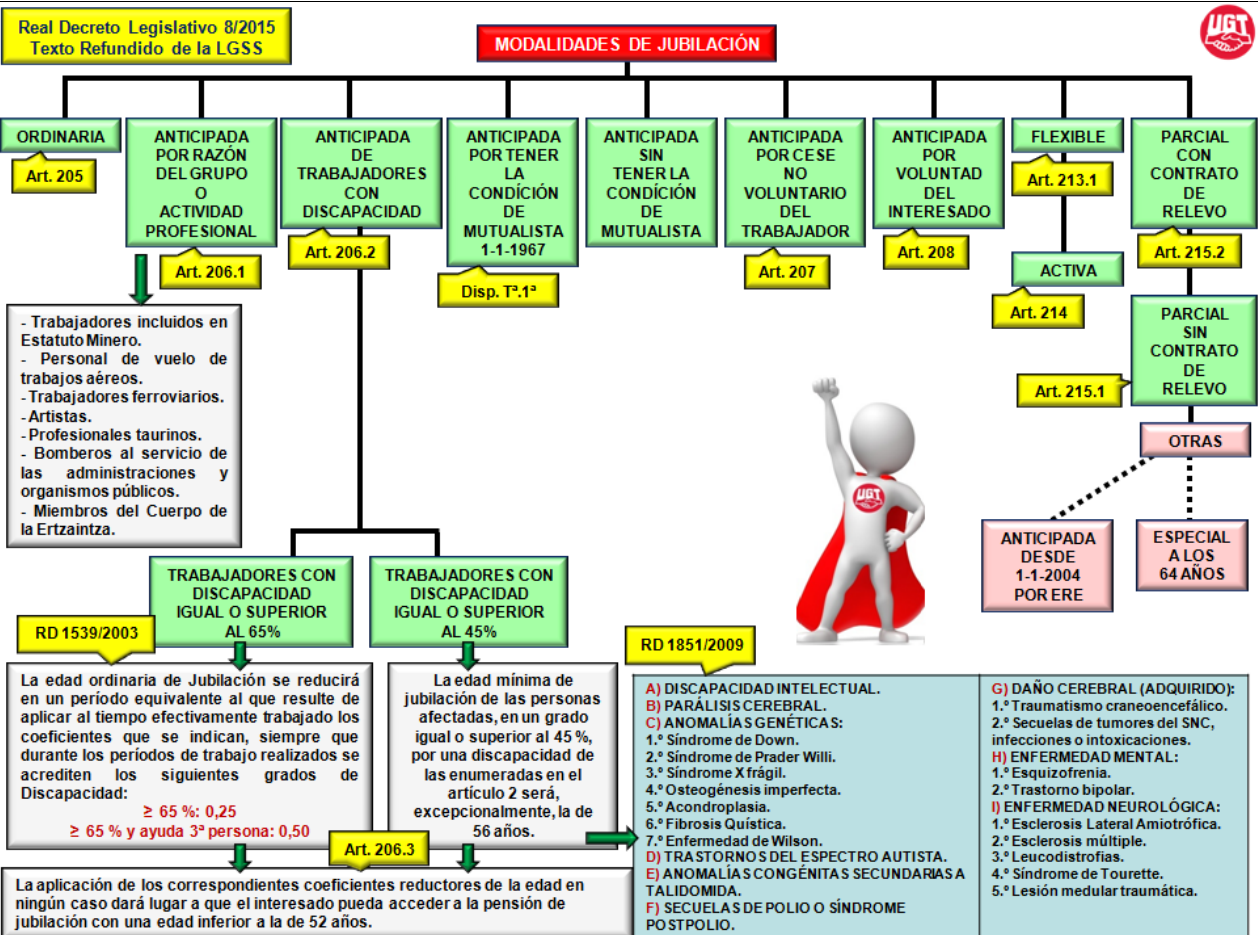 Real Decreto Legislativo 8/2015
Texto Refundido de la LGSS
MODALIDADES DE JUBILACIÓN
UGT
ORDINARIA
Art. 205
ANTICIPADA
POR RAZÓN
DEL GRUPO
O
ACTIVIDAD
PROFESIONAL
Art. 206.1
ANTICIPADA
DE
TRABAJADORES
CON
DISCAPACIDAD
Art. 206.2
ANTICIPADA
POR TENER
LA
CONDÍCIÓN
DE
MUTUALISTA
1-1-1967
Disp. Tª.1ª
ANTICIPADA
SIN
TENER LA
CONDÍCIÓN
DE
MUTUALISTA
ANTICIPADA
POR CESE
NO
VOLUNTARIO
DEL
TRABAJADOR
Art. 207
ANTICIPADA
POR
VOLUNTAD
DEL
INTERESADO
Art. 208
FLEXIBLE
Art. 213.1
ACTIVA
Art. 214
PARCIAL
CON
CONTRATO
DE
RELEVO
Art. 215.2
PARCIAL
SIN
CONTRATO
DE
RELEVO
Art. 215.1
OTRAS
ANTICIPADA
DESDE
1-1-2004
POR ERE
ESPECIAL
A LOS
64 AÑOS
- Trabajadores incluidos en
Estatuto Minero.
- Personal de vuelo de
trabajos aéreos.
- Trabajadores ferroviarios.
- Artistas.
- Profesionales taurinos.
- Bomberos al servicio de
las administraciones y
organismos públicos.
- Miembros del Cuerpo de
la Ertzaintza.
UGT
TRABAJADORES CON
DISCAPACIDAD
IGUAL O SUPERIOR
AL 65%
RD 1539/2003
TRABAJADORES CON
DISCAPACIDAD
IGUAL O SUPERIOR
AL 45%
RD 1851/2009
La edad ordinaria de Jubilación se reducirá
en un período equivalente al que resulte de
aplicar al tiempo efectivamente trabajado los
coeficientes que se indican, siempre que
durante los períodos de trabajo realizados se
acrediten los siguientes grados de
Discapacidad:
≥ 65 %: 0,25
≥ 65 % y ayuda 3ª persona: 0,50
La edad mínima de
jubilación de las personas
afectadas, en un grado
igual o superior al 45 %,
por una discapacidad de
las enumeradas en el
artículo 2 será,
excepcionalmente, la de
56 años.
Art. 206.3
La aplicación de los correspondientes coeficientes reductores de la edad en
ningún caso dará lugar a que el interesado pueda acceder a la pensión de
jubilación con una edad inferior a la de 52 años.
A) DISCAPACIDAD INTELECTUAL.
B) PARÁLISIS CEREBRAL.
C) ANOMALÍAS GENÉTICAS:
1.º Síndrome de Down.
2.º Síndrome de Prader Willi.
3.º Síndrome X frágil.
4.º Osteogénesis imperfecta.
5.º Acondroplasia.
6.º Fibrosis Quística.
7.º Enfermedad de Wilson.
D) TRASTORNOS DEL ESPECTRO AUTISTA.
E) ANOMALÍAS CONGÉNITAS SECUNDARIAS A
TALIDOMIDA.
F) SECUELAS DE POLIO O SÍNDROME
POSTPOLIO.
G) DAÑO CEREBRAL (ADQUIRIDO):
1.º Traumatismo craneoencefálico.
2.º Secuelas de tumores del SNC,
infecciones o intoxicaciones.
H) ENFERMEDAD MENTAL:
1.º Esquizofrenia.
2.º Trastorno bipolar.
I) ENFERMEDAD NEUROLÓGICA:
1.º Esclerosis Lateral Amiotrófica.
2.º Esclerosis múltiple.
3.º Leucodistrofias.
4.º Síndrome de Tourette.
5.º Lesión medular traumática.